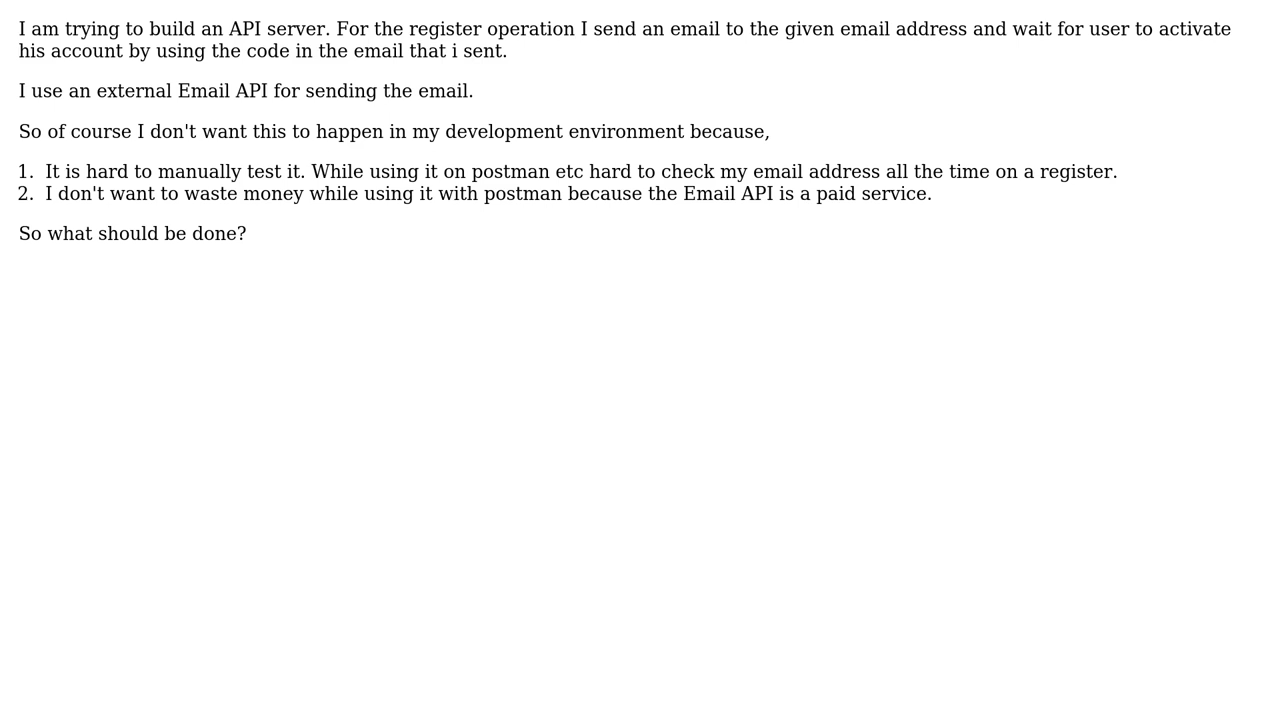 I am trying to build an API server. For the register operation I send an email to the given email address and wait for user to activate
his account by using the code in the email that i sent.
I use an external Email API for sending the email.
So of course I don't want this to happen in my development environment because,
1. It is hard to manually test it. While using it on postman etc hard to check my email address all the time on a register.
2. I don't want to waste money while using it with postman because the Email API is a paid service.
So what should be done?